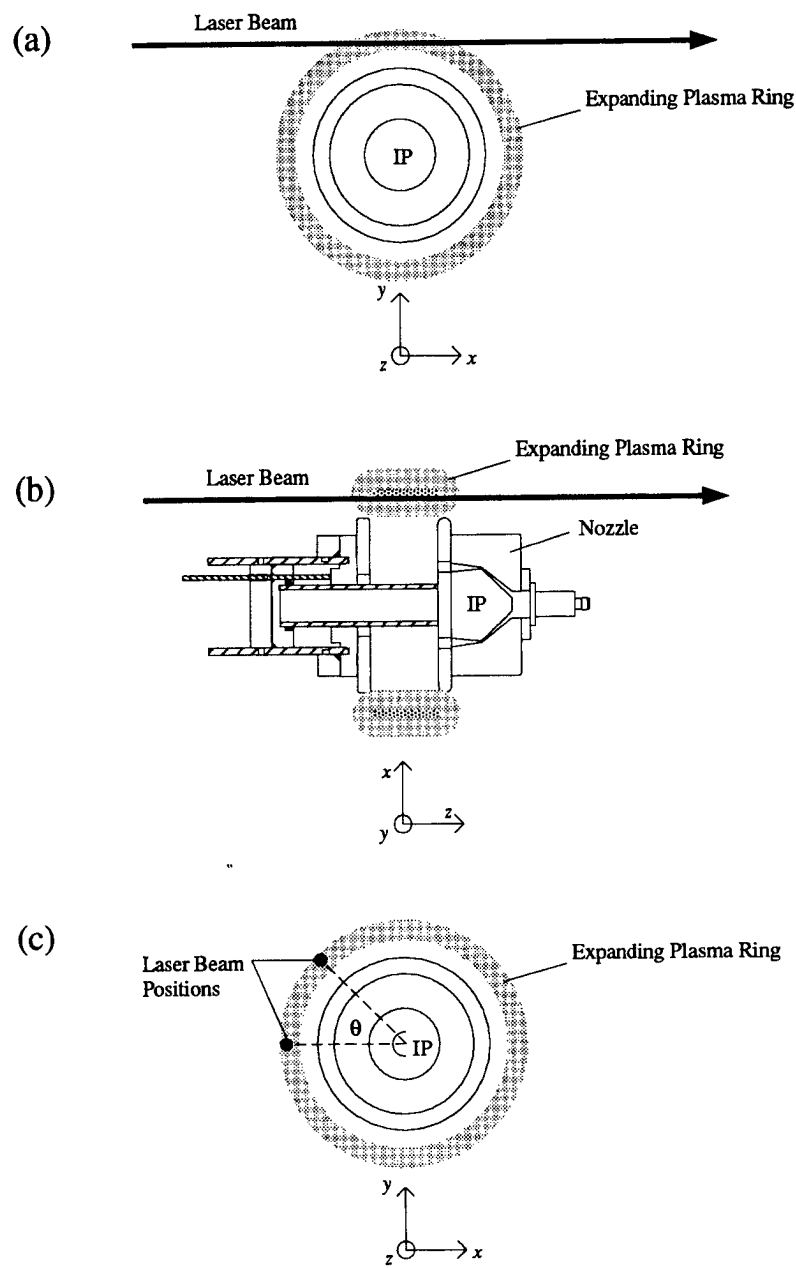 (a)
Laser Beam
Expanding Plasma Ring
IP
y
z
x
(b)
Expanding Plasma Ring
Laser Beam
Nozzle
IP
x
z
y
(c)
Expanding Plasma Ring
Laser Beam
Positions
θ
IP
y
z
x